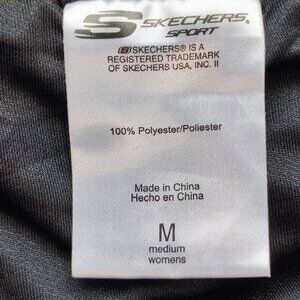 SKECHERS
SPORT
SKECHERS® IS A
REGISTERED TRADEMARK
OF SKECHERS USA, INC. II
100% Polyester/Poliester
Made in China
Hecho en China
M
medium
womens